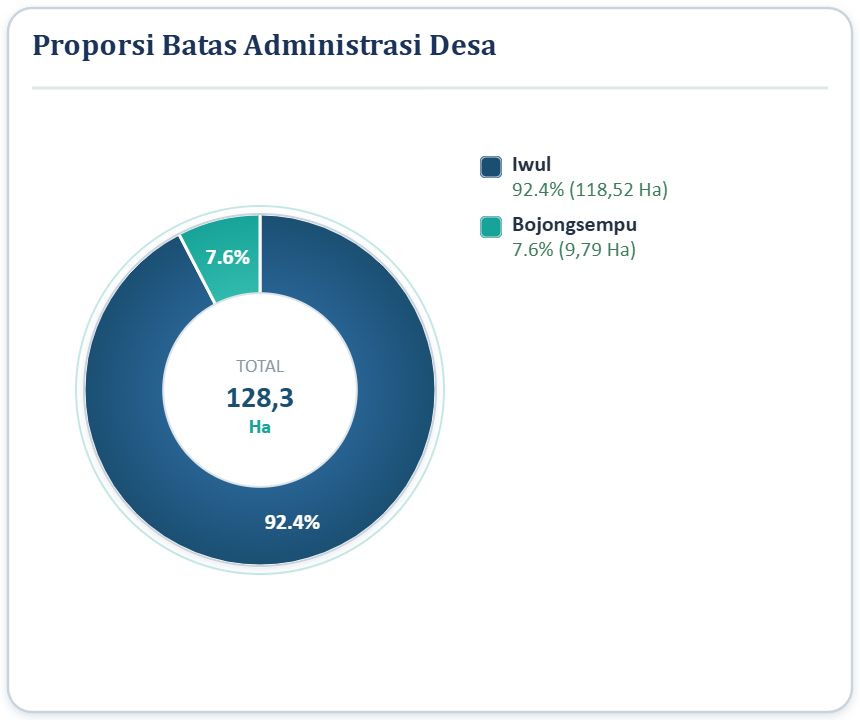 Proporsi Batas Administrasi Desa
Iwul
92.4% (118,52 Ha)
Bojongsempu
7.6% (9,79 Ha)
7.6%
TOTAL
128,3
Ha
92.4%